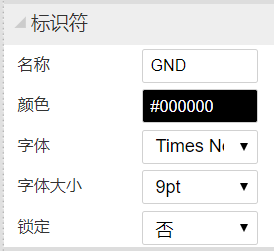 标识符
名称 GND
颜色 #000000
字体 Times
字体大小 9pt
锁定 否